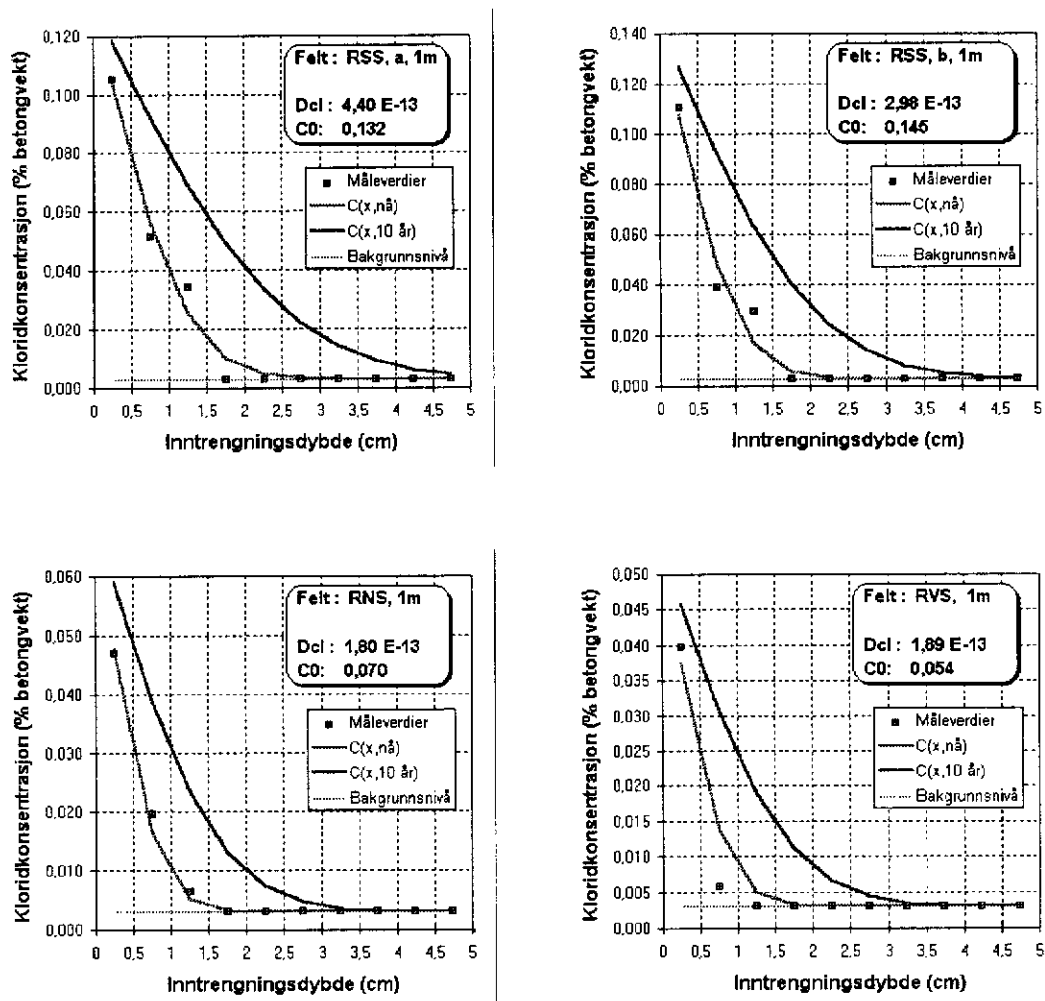 Kloridkonsentrasjon (% betongvekt)
0,120
0,100
0,080
0,060
0,040
0,020
0,000
0 0,5 1 1,5 2 2,5 3 3,5 4 4,5 5
Inntrengningsdybde (cm)
Felt : RSS, a, 1m
Dcl : 4,40 E-13
C0: 0,132
Måleverdier
C(x,nå)
C(x,10 år)
Bakgrunnsnivå
Kloridkonsentrasjon (% betongvekt)
0,140
0,120
0,100
0,080
0,060
0,040
0,020
0,000
0 0,5 1 1,5 2 2,5 3 3,5 4 4,5 5
Inntrengningsdybde (cm)
Felt : RSS, b, 1m
Dcl : 2,98 E-13
C0: 0,145
Måleverdier
C(x,nå)
C(x,10 år)
Bakgrunnsnivå
Kloridkonsentrasjon (% betongvekt)
0,060
0,050
0,040
0,030
0,020
0,010
0,000
0 0,5 1 1,5 2 2,5 3 3,5 4 4,5 5
Inntrengningsdybde (cm)
Felt : RNS, 1m
Dcl : 1,80 E-13
C0: 0,070
Måleverdier
C(x,nå)
C(x,10 år)
Bakgrunnsnivå
Kloridkonsentrasjon (% betongvekt)
0,050
0,045
0,040
0,035
0,030
0,025
0,020
0,015
0,010
0,005
0,000
0 0,5 1 1,5 2 2,5 3 3,5 4 4,5 5
Inntrengningsdybde (cm)
Felt : RVS, 1m
Dcl : 1,89 E-13
C0: 0,054
Måleverdier
C(x,nå)
C(x,10 år)
Bakgrunnsnivå